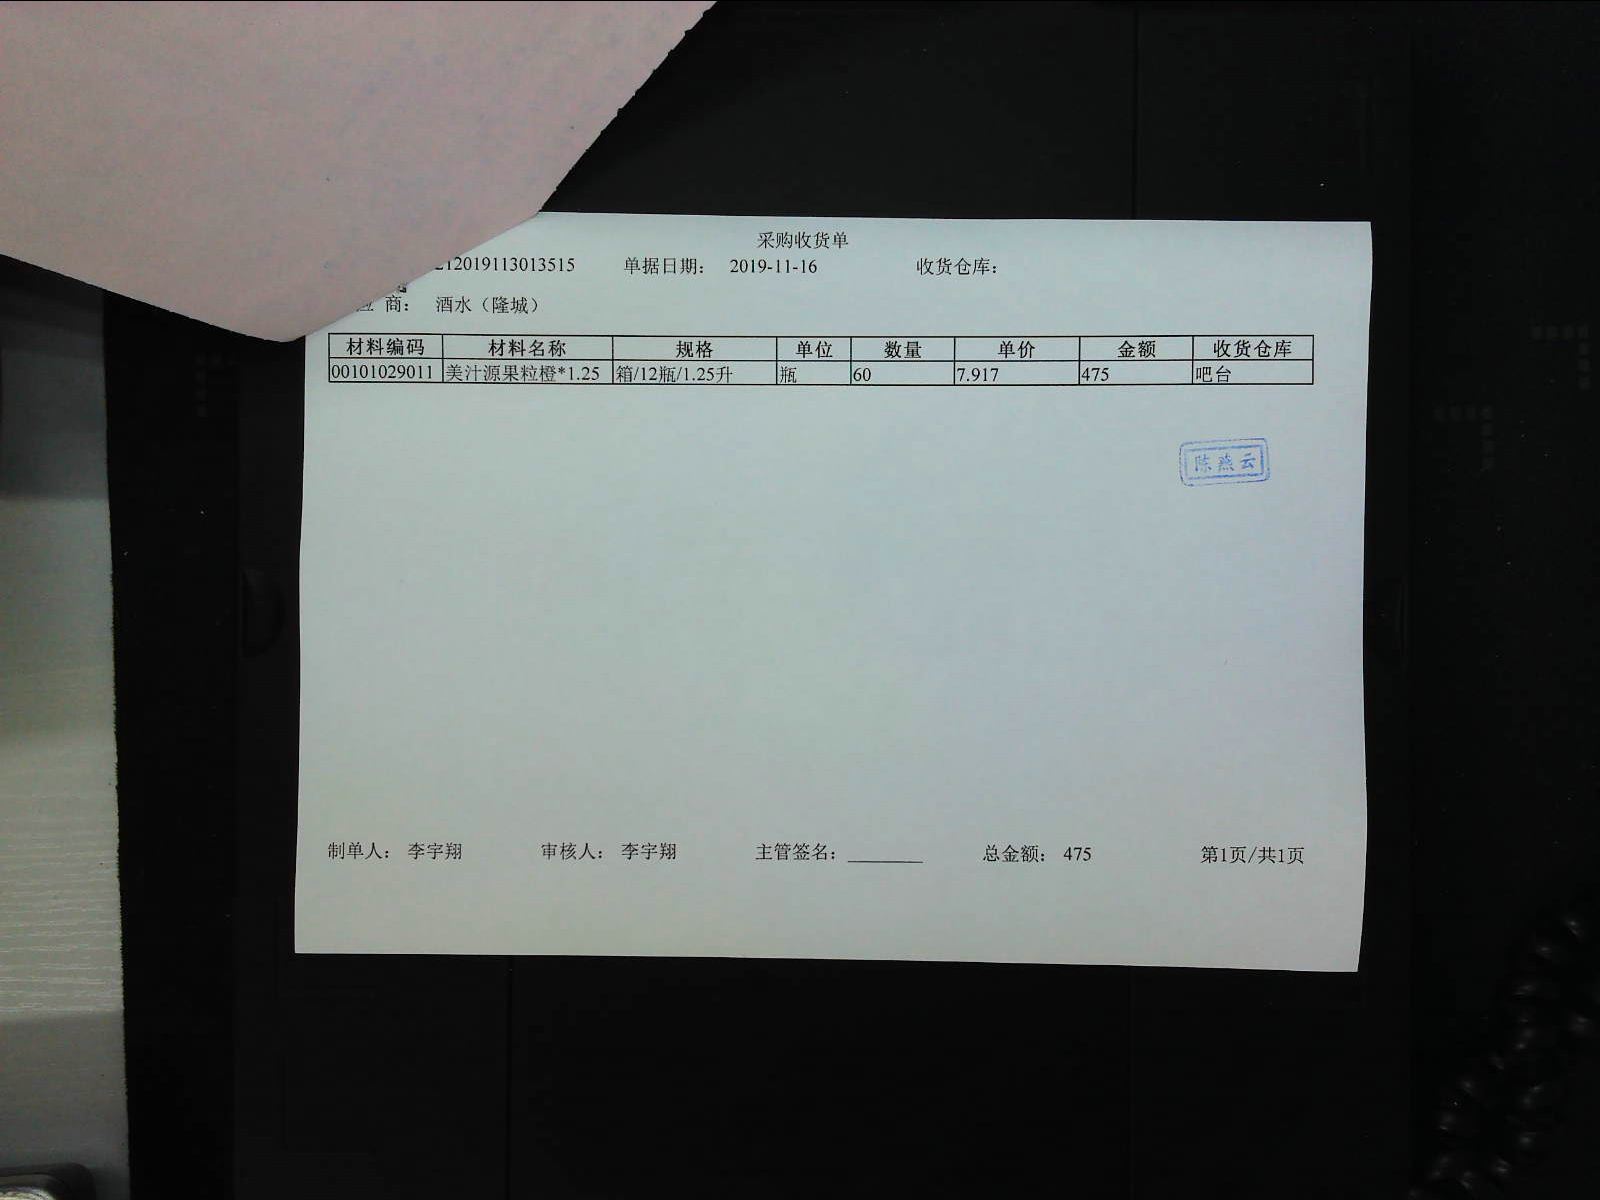 采购收货单
12019113013515 单据日期： 2019-11-16 收货仓库：
商： 酒水（隆城）
材料编码 材料名称 规格 单位 数量 单价 金额 收货仓库
00101029011 美汁源果粒橙*1.25 箱/12瓶/1.25升 瓶 60 7.917 475 吧台
陈燕云
制单人： 李宇翔 审核人： 李宇翔 主管签名：________ 总金额： 475 第1页/共1页